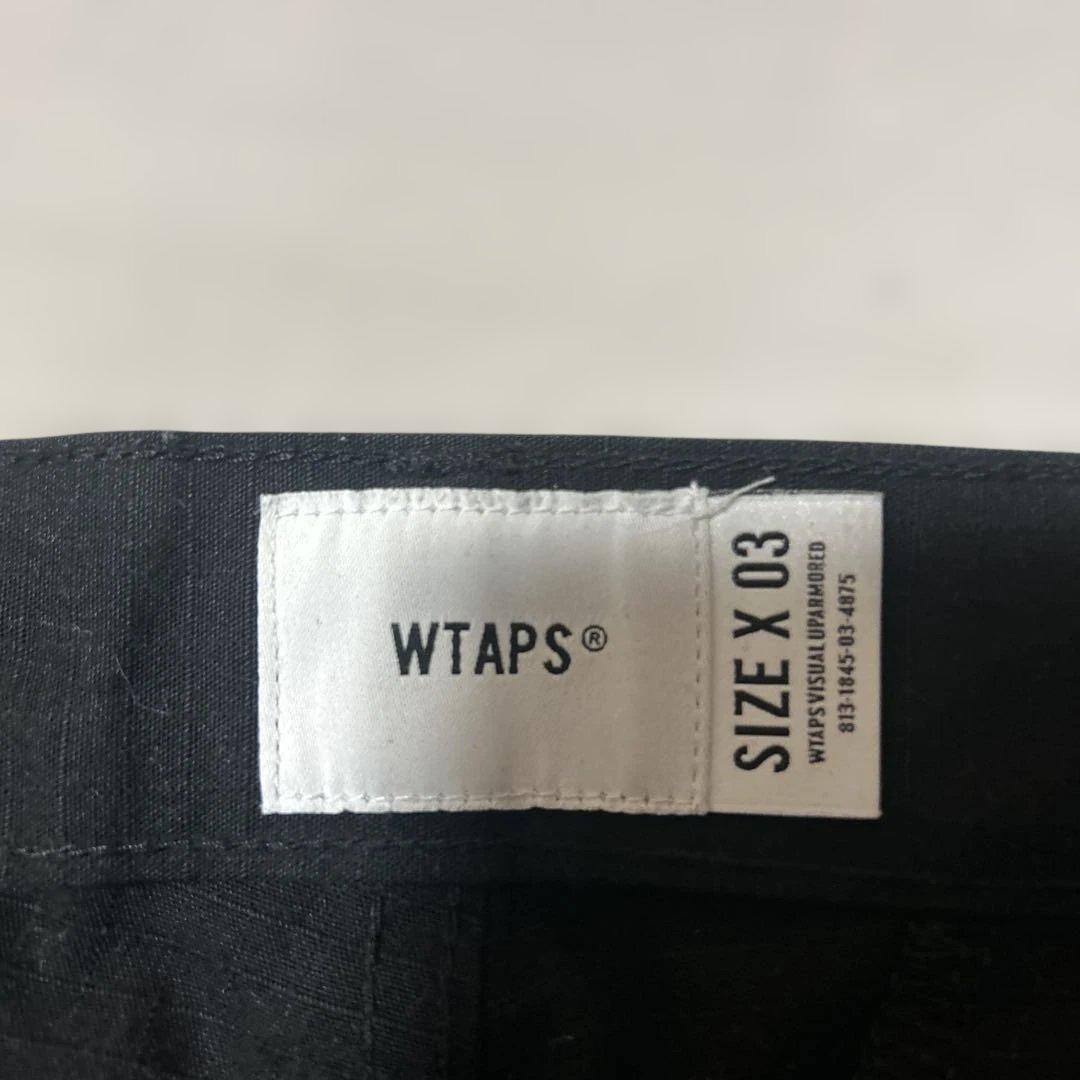 WTAPS®
SIZE X 03
WTAPS VISUAL UPARMORED
813-1845-03-4875